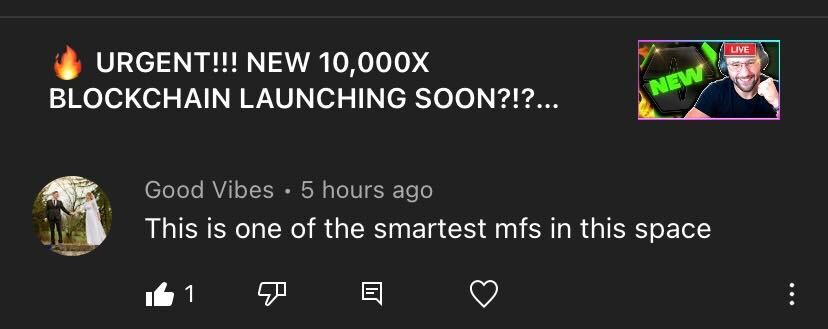 🔥 URGENT!!! NEW 10,000X
BLOCKCHAIN LAUNCHING SOON?!?...
LIVE
NEW
Good Vibes • 5 hours ago
This is one of the smartest mfs in this space
1